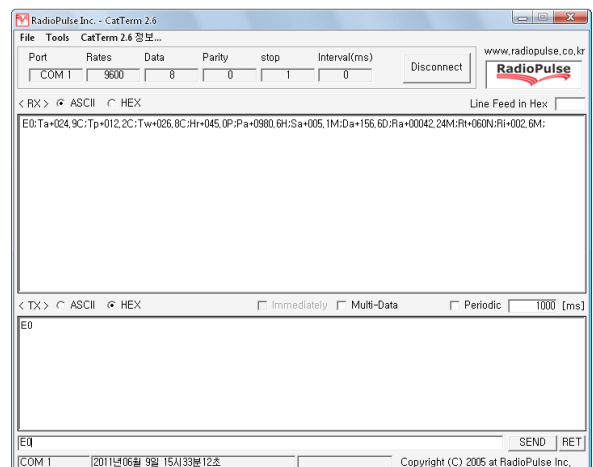 RadioPulse Inc. - CatTerm 2.6
File Tools CatTerm 2.6 정보...
Port Rates Data Parity stop Interval(ms) www.radiopulse.co.kr
COM 1 9600 8 0 1 0 Disconnect RadioPulse
< RX > ASCII HEX Line Feed in Hex
E0;Ta+024,9C;Tp+012,2C;Tw+026,8C;Hr+045,0P;Pa+0980,6H;Sa+005,1M;Da+156,6D;Ra+00042,24M;Rt+060N;Ri+002,6M;
< TX > ASCII HEX Immediately Multi-Data Periodic 1000 [ms]
E0
E0 SEND RET
COM 1 2011년06월 9일 15시33분12초 Copyright (C) 2005 at RadioPulse Inc,